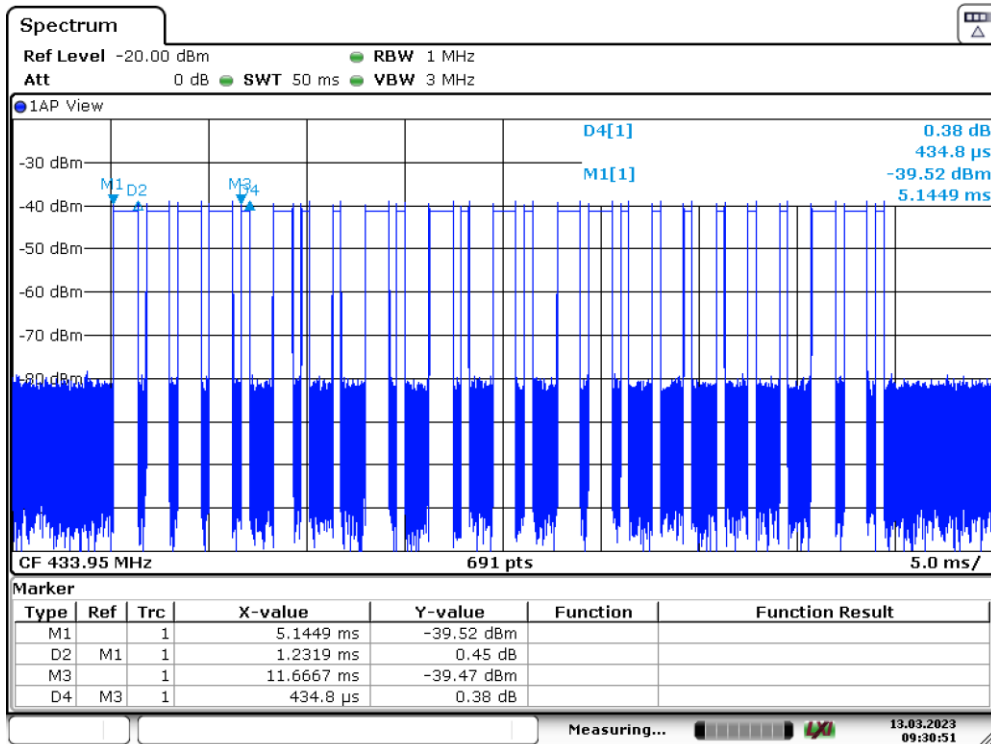 Spectrum
Ref Level -20.00 dBm RBW 1 MHz
Att 0 dB SWT 50 ms VBW 3 MHz
1AP View
D4[1] 0.38 dB
434.8 µs
M1[1] -39.52 dBm
5.1449 ms
-30 dBm
M1 D2 M3 D4
-40 dBm
-50 dBm
-60 dBm
-70 dBm
-80 dBm
CF 433.95 MHz 691 pts 5.0 ms/
Marker
Type Ref Trc X-value Y-value Function Function Result
M1 1 5.1449 ms -39.52 dBm
D2 M1 1 1.2319 ms 0.45 dB
M3 1 11.6667 ms -39.47 dBm
D4 M3 1 434.8 µs 0.38 dB
Measuring... LXI 13.03.2023
09:30:51